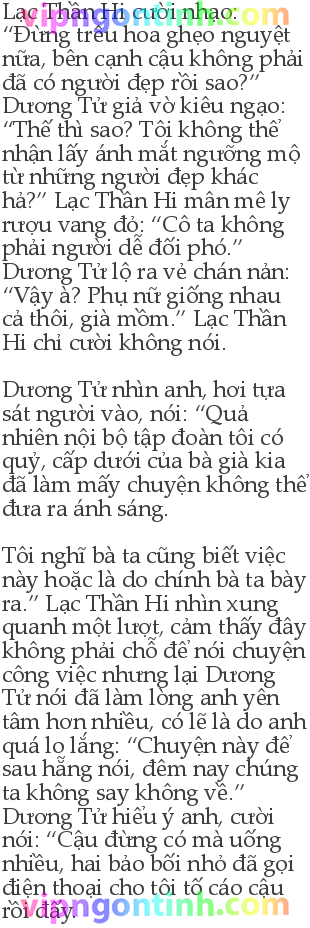 Lạc Thần Hi cười nhạo:
vipngontinh.com
“Đừng trêu hoa ghẹo nguyệt
nữa, bên cạnh cậu không phải
đã có người đẹp rồi sao?”
Dương Tử giả vờ kiêu ngạo:
“Thế thì sao? Tôi không thể
nhận lấy ánh mắt ngưỡng mộ
từ những người đẹp khác
hả?” Lạc Thần Hi mân mê ly
rượu vang đỏ: “Cô ta không
phải người dễ đối phó.”
Dương Tử lộ ra vẻ chán nản:
“Vậy à? Phụ nữ giống nhau
cả thôi, già mồm.” Lạc Thần
Hi chỉ cười không nói.
Dương Tử nhìn anh, hơi tựa
sát người vào, nói: “Quả
nhiên nội bộ tập đoàn tôi có
quỷ, cấp dưới của bà già kia
đã làm mấy chuyện không thể
đưa ra ánh sáng.
Tôi nghĩ bà ta cũng biết việc
này hoặc là do chính bà ta bày
ra.” Lạc Thần Hi nhìn xung
quanh một lượt, cảm thấy đây
không phải chỗ để nói chuyện
công việc nhưng lại Dương
Tử nói đã làm lòng anh yên
tâm hơn nhiều, có lẽ là do anh
quá lo lắng: “Chuyện này để
sau hẵng nói, đêm nay chúng
ta không say không về.”
Dương Tử hiểu ý anh, cười
nói: “Cậu đừng có mà uống
nhiều, hai bảo bối nhỏ đã gọi
điện thoại cho tôi tố cáo cậu
rồi đấy.
vipngontinh.com